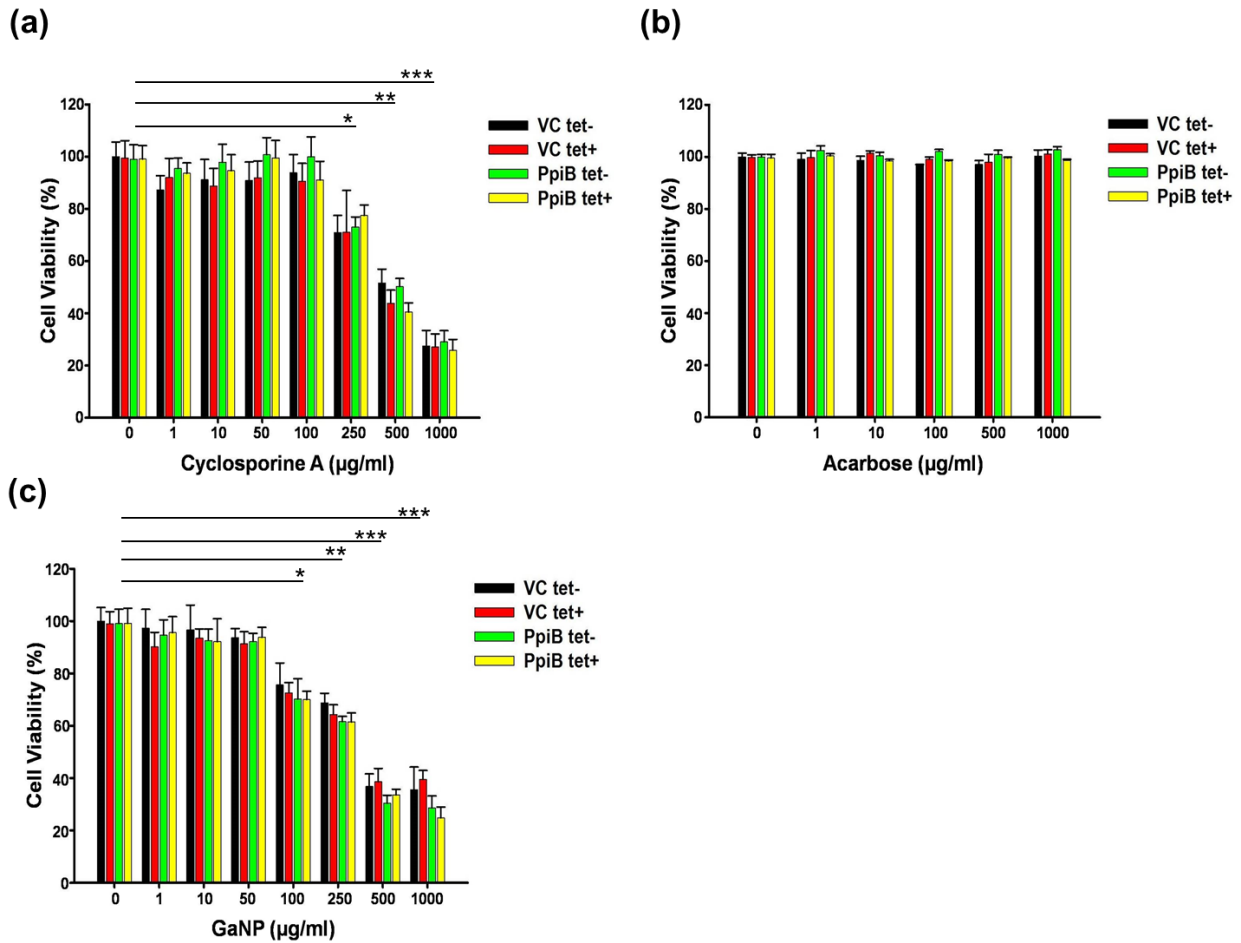 (a)
***
**
*
120
100
80
60
40
20
0
Cell Viability (%)
0 1 10 50 100 250 500 1000
Cyclosporine A (µg/ml)
VC tet-
VC tet+
PpiB tet-
PpiB tet+
(b)
120
100
80
60
40
20
0
Cell Viability (%)
0 1 10 100 500 1000
Acarbose (µg/ml)
VC tet-
VC tet+
PpiB tet-
PpiB tet+
(c)
***
***
**
*
120
100
80
60
40
20
0
Cell Viability (%)
0 1 10 50 100 250 500 1000
GaNP (µg/ml)
VC tet-
VC tet+
PpiB tet-
PpiB tet+